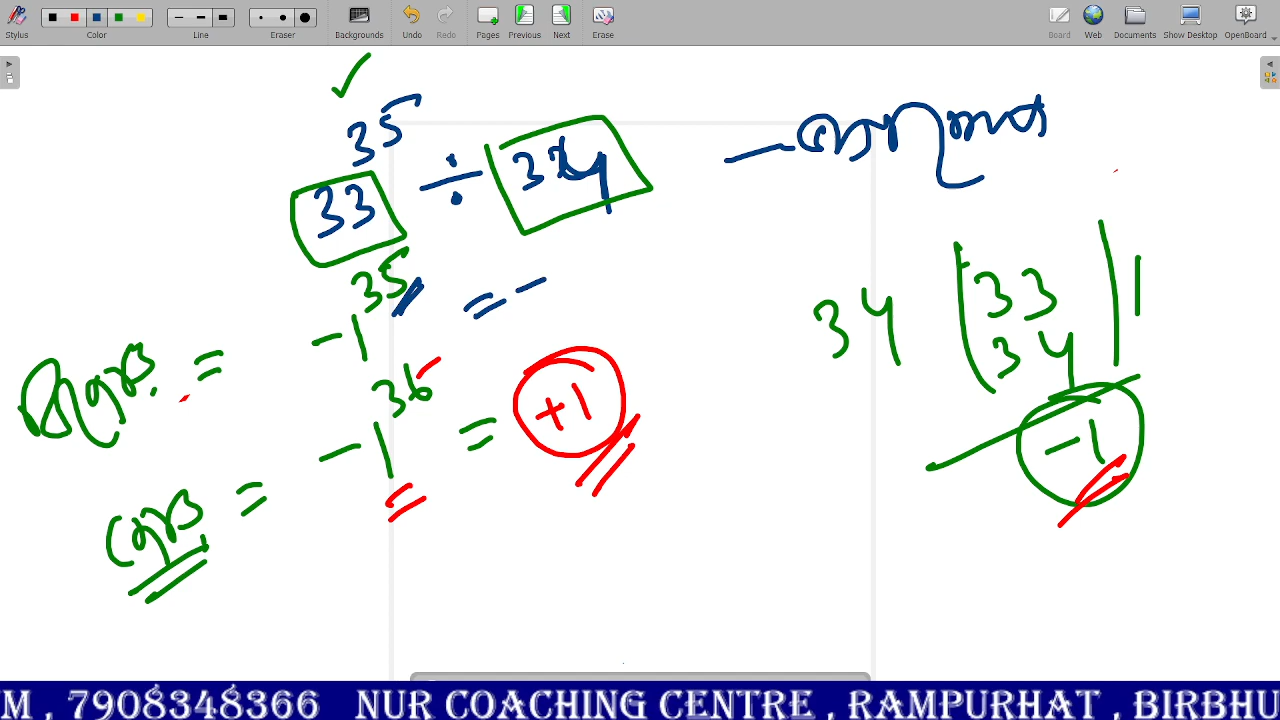 Stylus Color Line Eraser Backgrounds Undo Redo Pages Previous Next Erase Board Web Documents Show Desktop OpenBoard
33^35 ÷ 34 —
-1^35 = -
-1^36 = +1
34 | 33 | 1
34
-1
M , 7908348366 NUR COACHING CENTRE , RAMPURHAT , BIRBHU